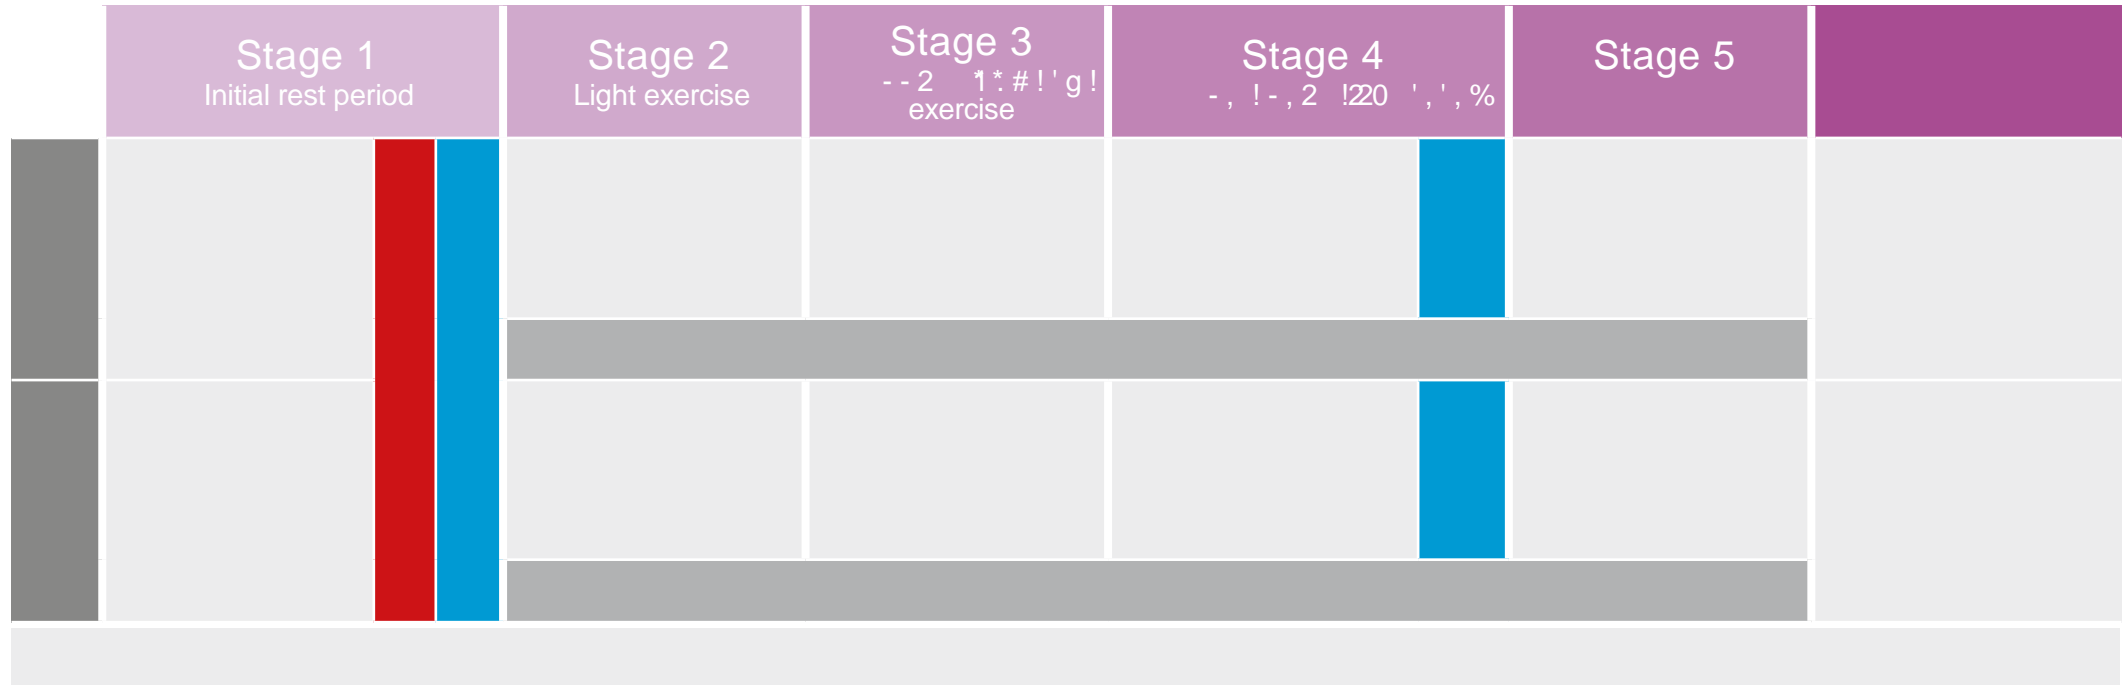 Stage 1
Initial rest period
Stage 2
Light exercise
Stage 3
exercise
Stage 4
Stage 5